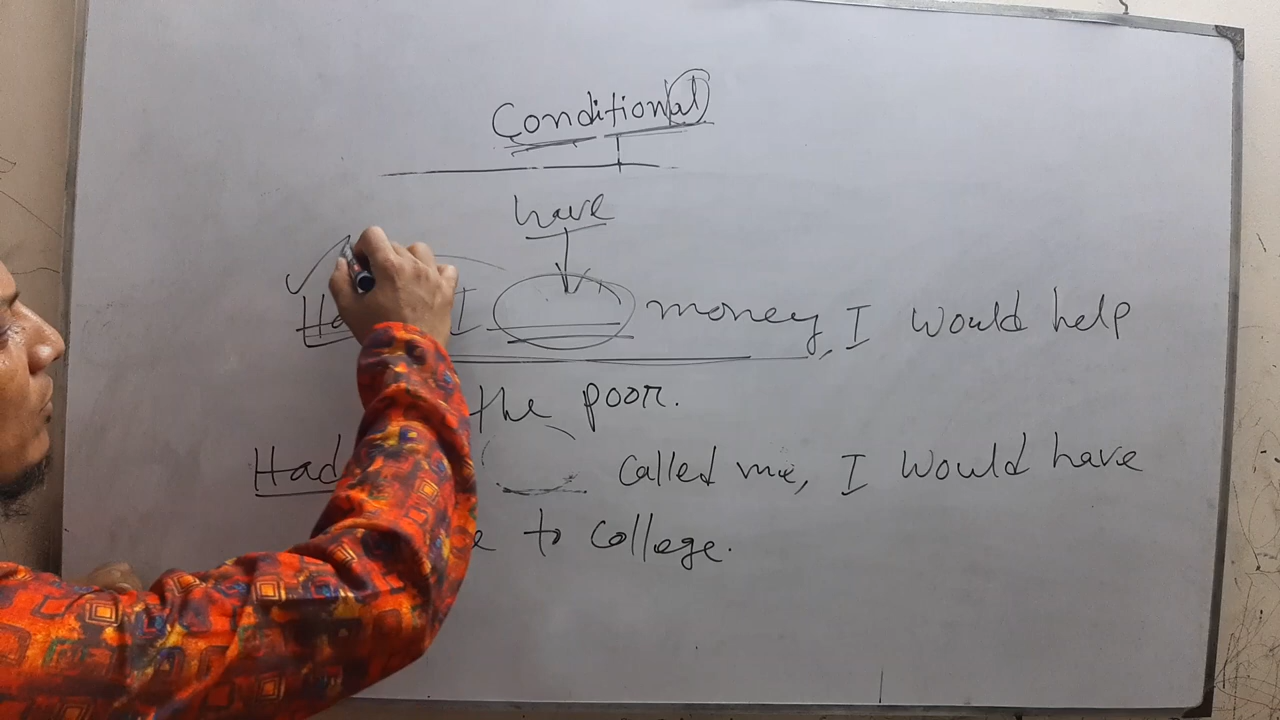 Conditional
have
I money, I would help
the poor.
Had called me, I would have
to college.